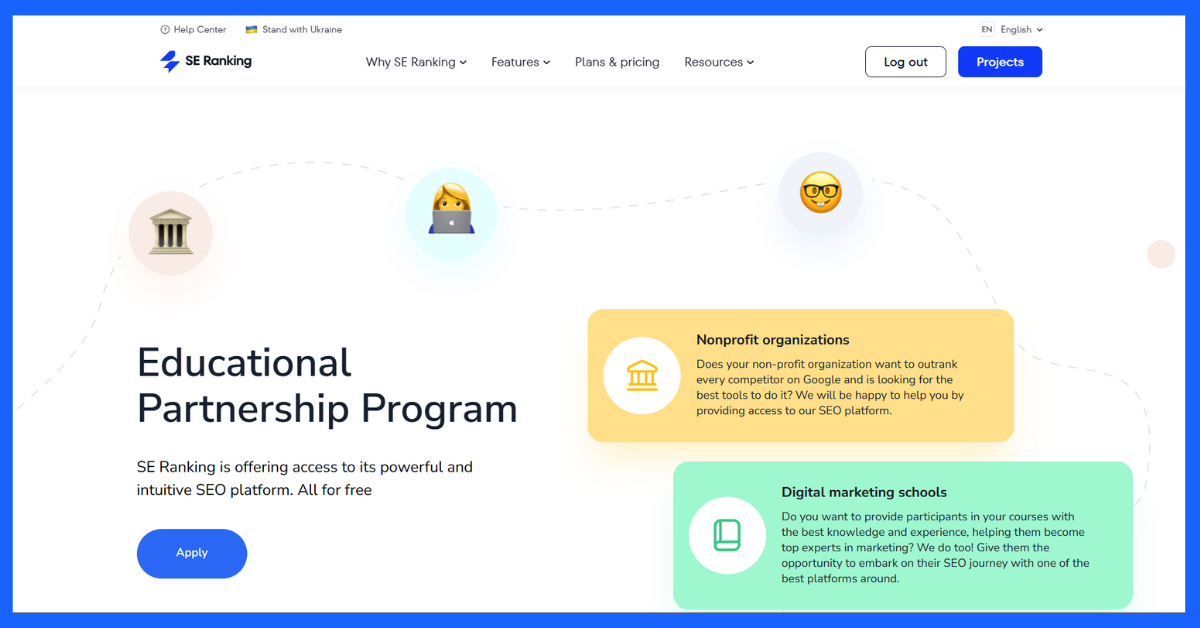 Help Center
Stand with Ukraine
EN English
SE Ranking
Why SE Ranking
Features
Plans & pricing
Resources
Log out
Projects
Educational
Partnership Program
SE Ranking is offering access to its powerful and
intuitive SEO platform. All for free
Apply
Nonprofit organizations
Does your non-profit organization want to outrank
every competitor on Google and is looking for the
best tools to do it? We will be happy to help you by
providing access to our SEO platform.
Digital marketing schools
Do you want to provide participants in your courses with
the best knowledge and experience, helping them become
top experts in marketing? We do too! Give them the
opportunity to embark on their SEO journey with one of the
best platforms around.